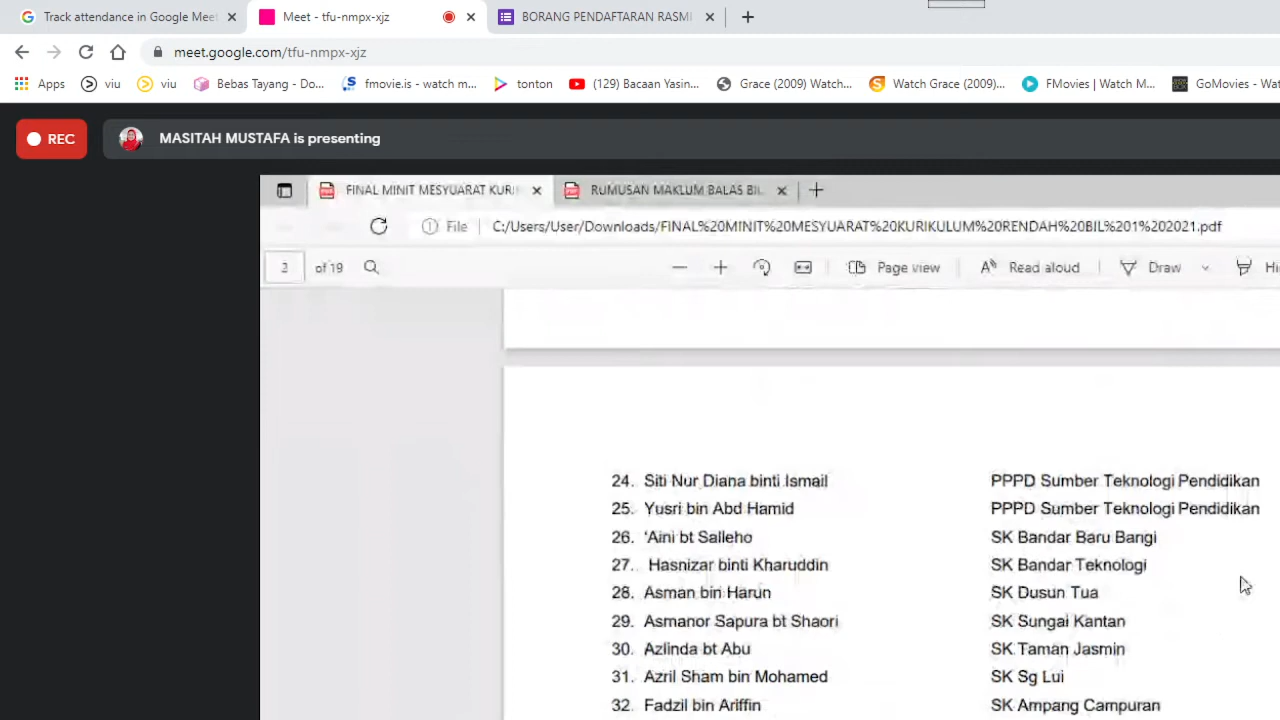 Track attendance in Google Meet
Meet - tfu-nmpx-xjz
BORANG PENDAFTARAN RASMI
meet.google.com/tfu-nmpx-xjz
Apps
viu
viu
Bebas Tayang - Do...
fmovie.is - watch m...
tonton
(129) Bacaan Yasin...
Grace (2009) Watch...
Watch Grace (2009)...
FMovies | Watch M...
GoMovies - Wat
REC
MASITAH MUSTAFA is presenting
FINAL MINIT MESYUARAT KURI
RUMUSAN MAKLUM BALAS BIL
File
C:/Users/User/Downloads/FINAL%20MINIT%20MESYUARAT%20KURIKULUM%20RENDAH%20BIL%201%202021.pdf
2 of 19
Page view
Read aloud
Draw
Hi
24. Siti Nur Diana binti Ismail PPPD Sumber Teknologi Pendidikan
25. Yusri bin Abd Hamid PPPD Sumber Teknologi Pendidikan
26. 'Aini bt Salleho SK Bandar Baru Bangi
27. Hasnizar binti Kharuddin SK Bandar Teknologi
28. Asman bin Harun SK Dusun Tua
29. Asmanor Sapura bt Shaori SK Sungai Kantan
30. Azlinda bt Abu SK Taman Jasmin
31. Azril Sham bin Mohamed SK Sg Lui
32. Fadzil bin Ariffin SK Ampang Campuran